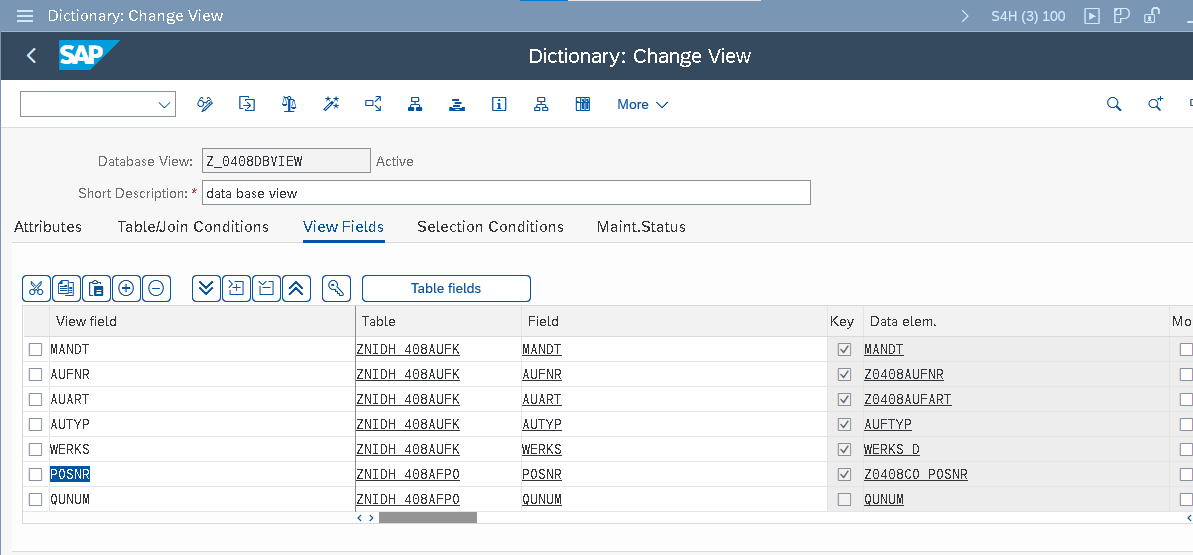 Dictionary: Change View S4H (3) 100
SAP Dictionary: Change View
More
Database View: Z_0408DBVIEW Active
Short Description: * data base view
Attributes Table/Join Conditions View Fields Selection Conditions Maint.Status
Table fields
View field Table Field Key Data elem. Mo
MANDT ZNIDH_408AUFK MANDT MANDT
AUFNR ZNIDH_408AUFK AUFNR Z0408AUFNR
AUART ZNIDH_408AUFK AUART Z0408AUFART
AUTYP ZNIDH_408AUFK AUTYP AUFTYP
WERKS ZNIDH_408AUFK WERKS WERKS_D
POSNR ZNIDH_408AFPO POSNR Z0408CO_POSNR
QUNUM ZNIDH_408AFPO QUNUM QUNUM